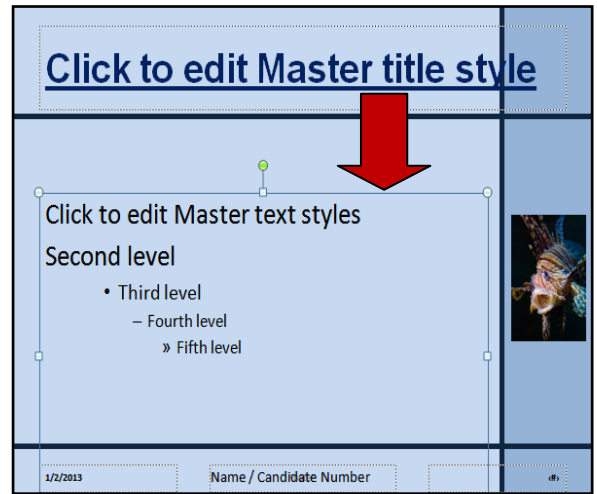 Click to edit Master title style
Click to edit Master text styles
Second level
• Third level
– Fourth level
» Fifth level
1/2/2013 Name / Candidate Number ‹#›